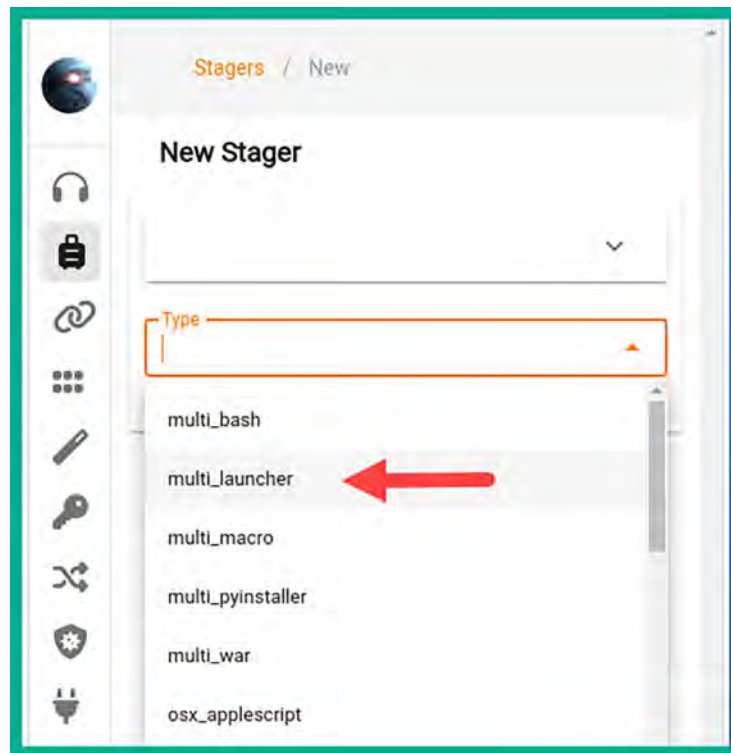 Stagers / New
New Stager
Type
multi_bash
multi_launcher
multi_macro
multi_pyinstaller
multi_war
osx_applescript